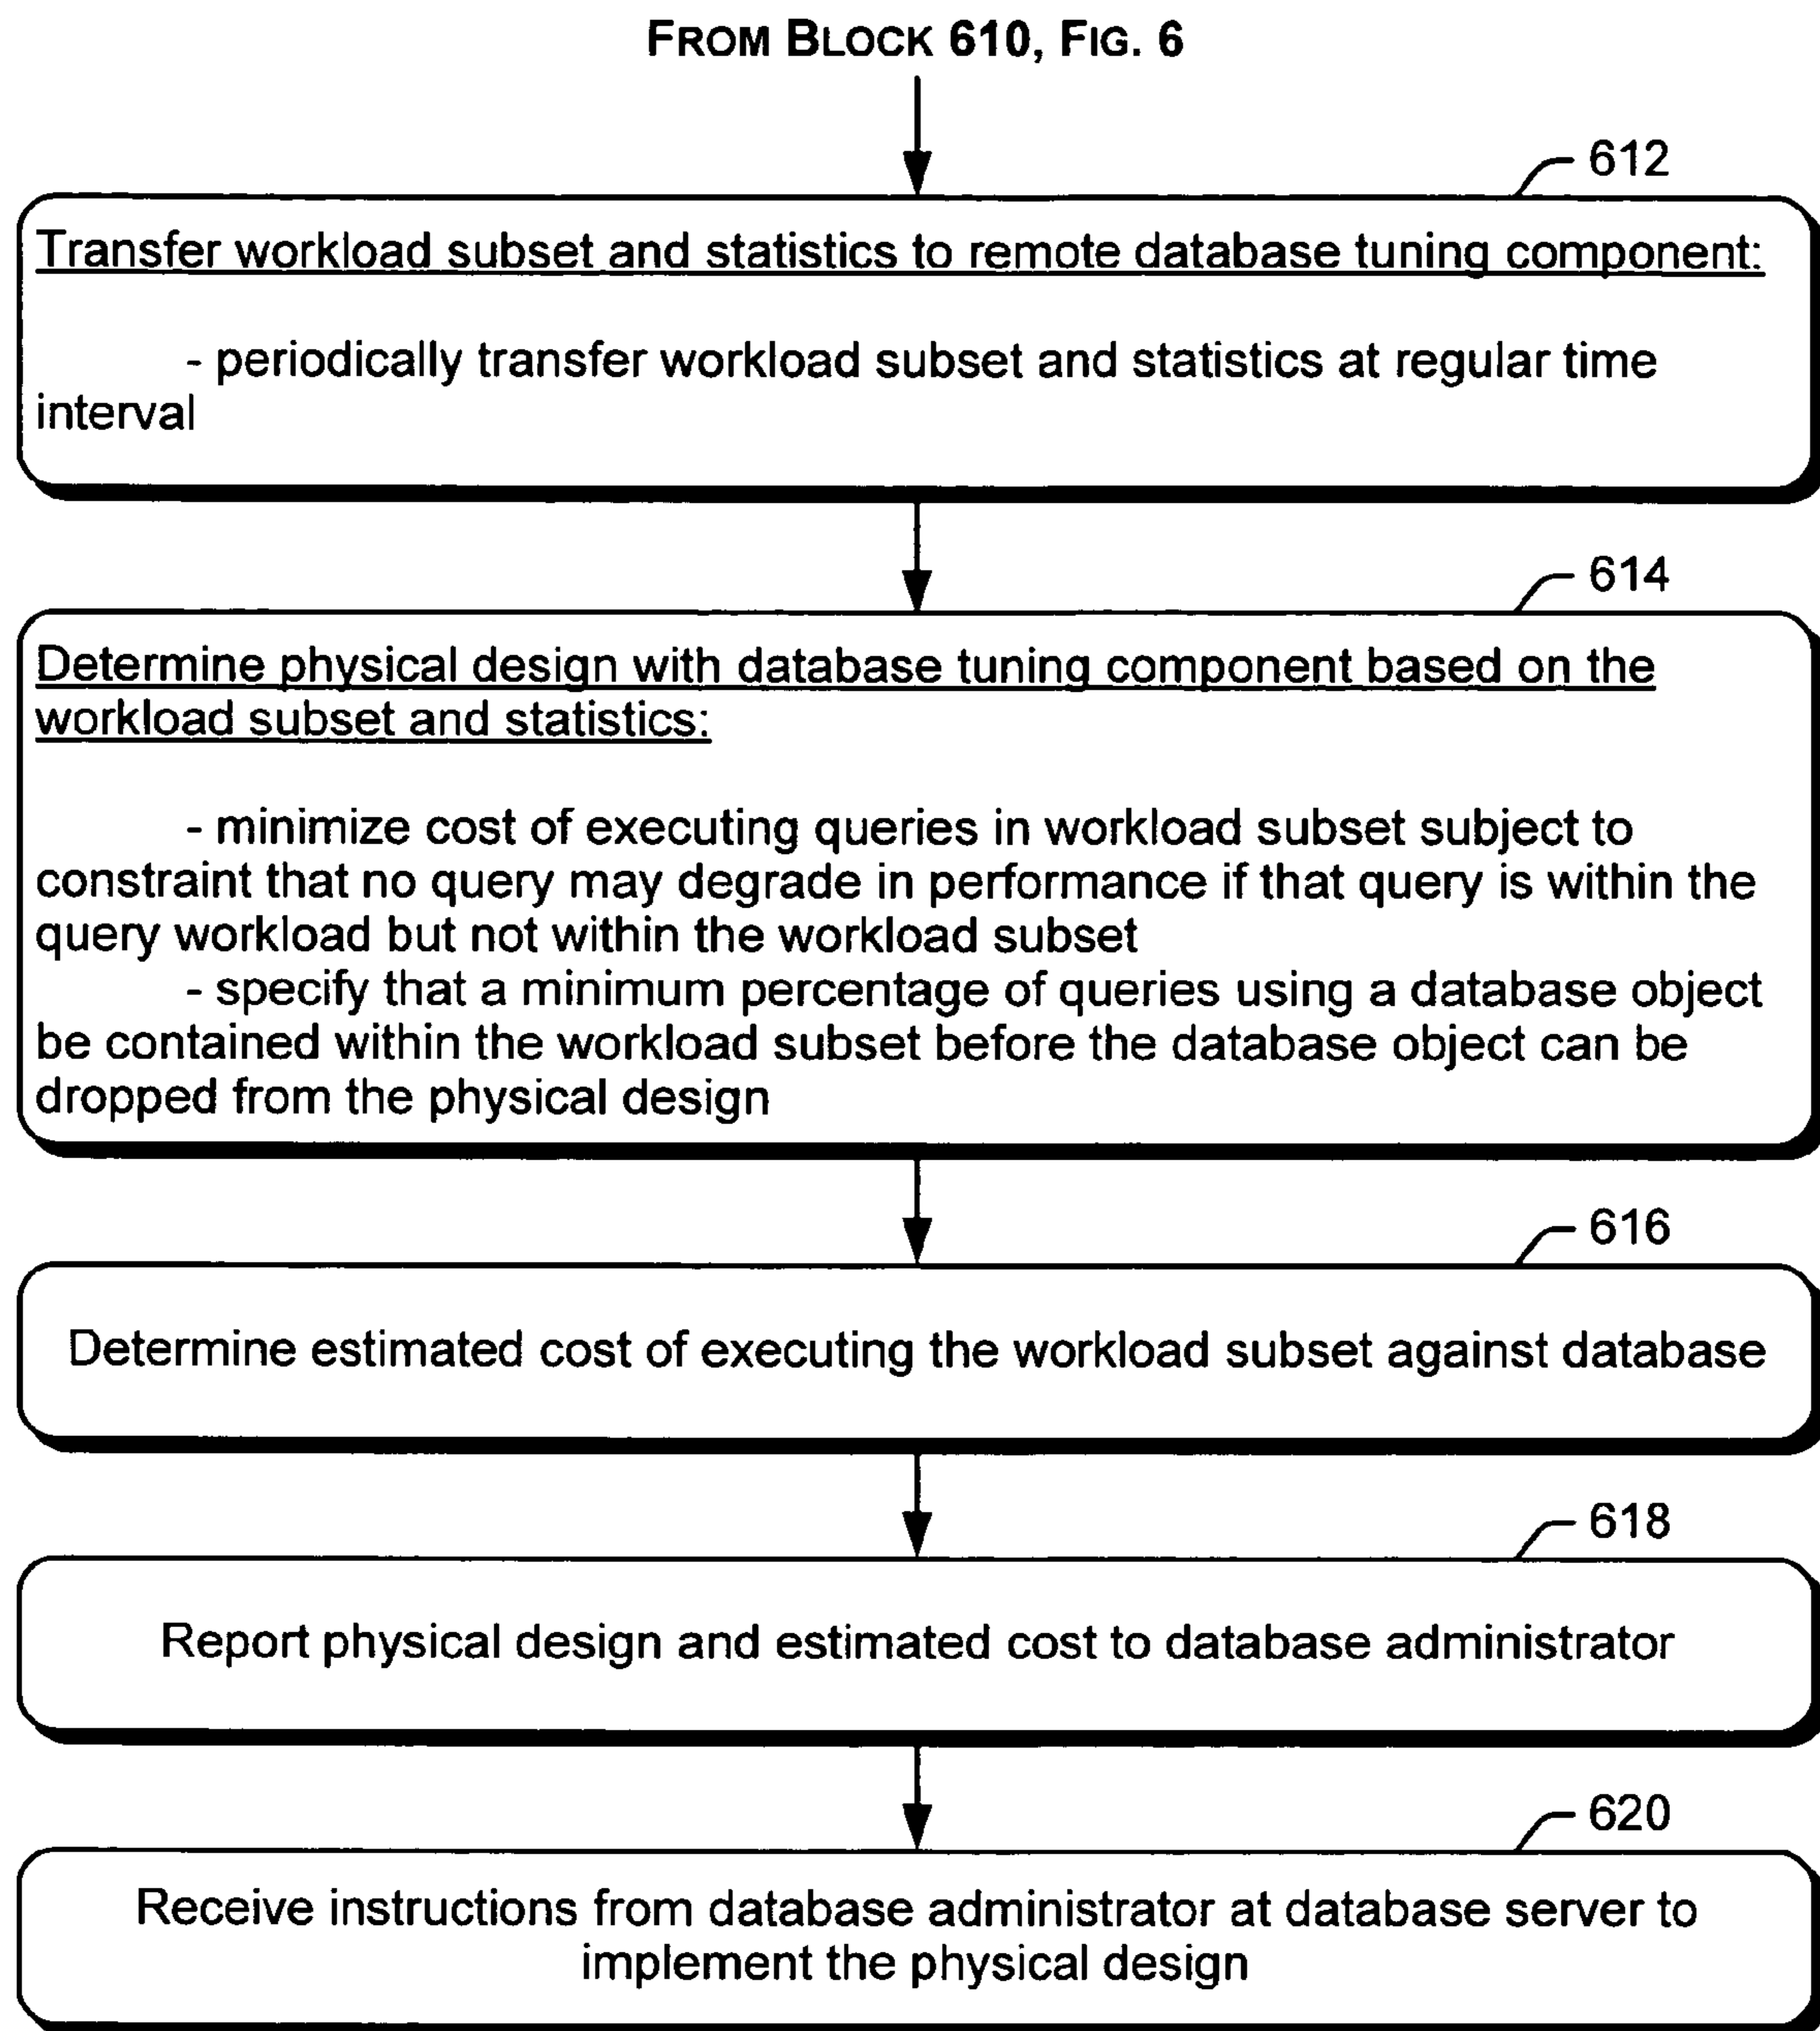 FROM BLOCK 610, FIG. 6
612
Transfer workload subset and statistics to remote database tuning component:
- periodically transfer workload subset and statistics at regular time
interval
614
Determine physical design with database tuning component based on the
workload subset and statistics:
- minimize cost of executing queries in workload subset subject to
constraint that no query may degrade in performance if that query is within the
query workload but not within the workload subset
- specify that a minimum percentage of queries using a database object
be contained within the workload subset before the database object can be
dropped from the physical design
616
Determine estimated cost of executing the workload subset against database
618
Report physical design and estimated cost to database administrator
620
Receive instructions from database administrator at database server to
implement the physical design